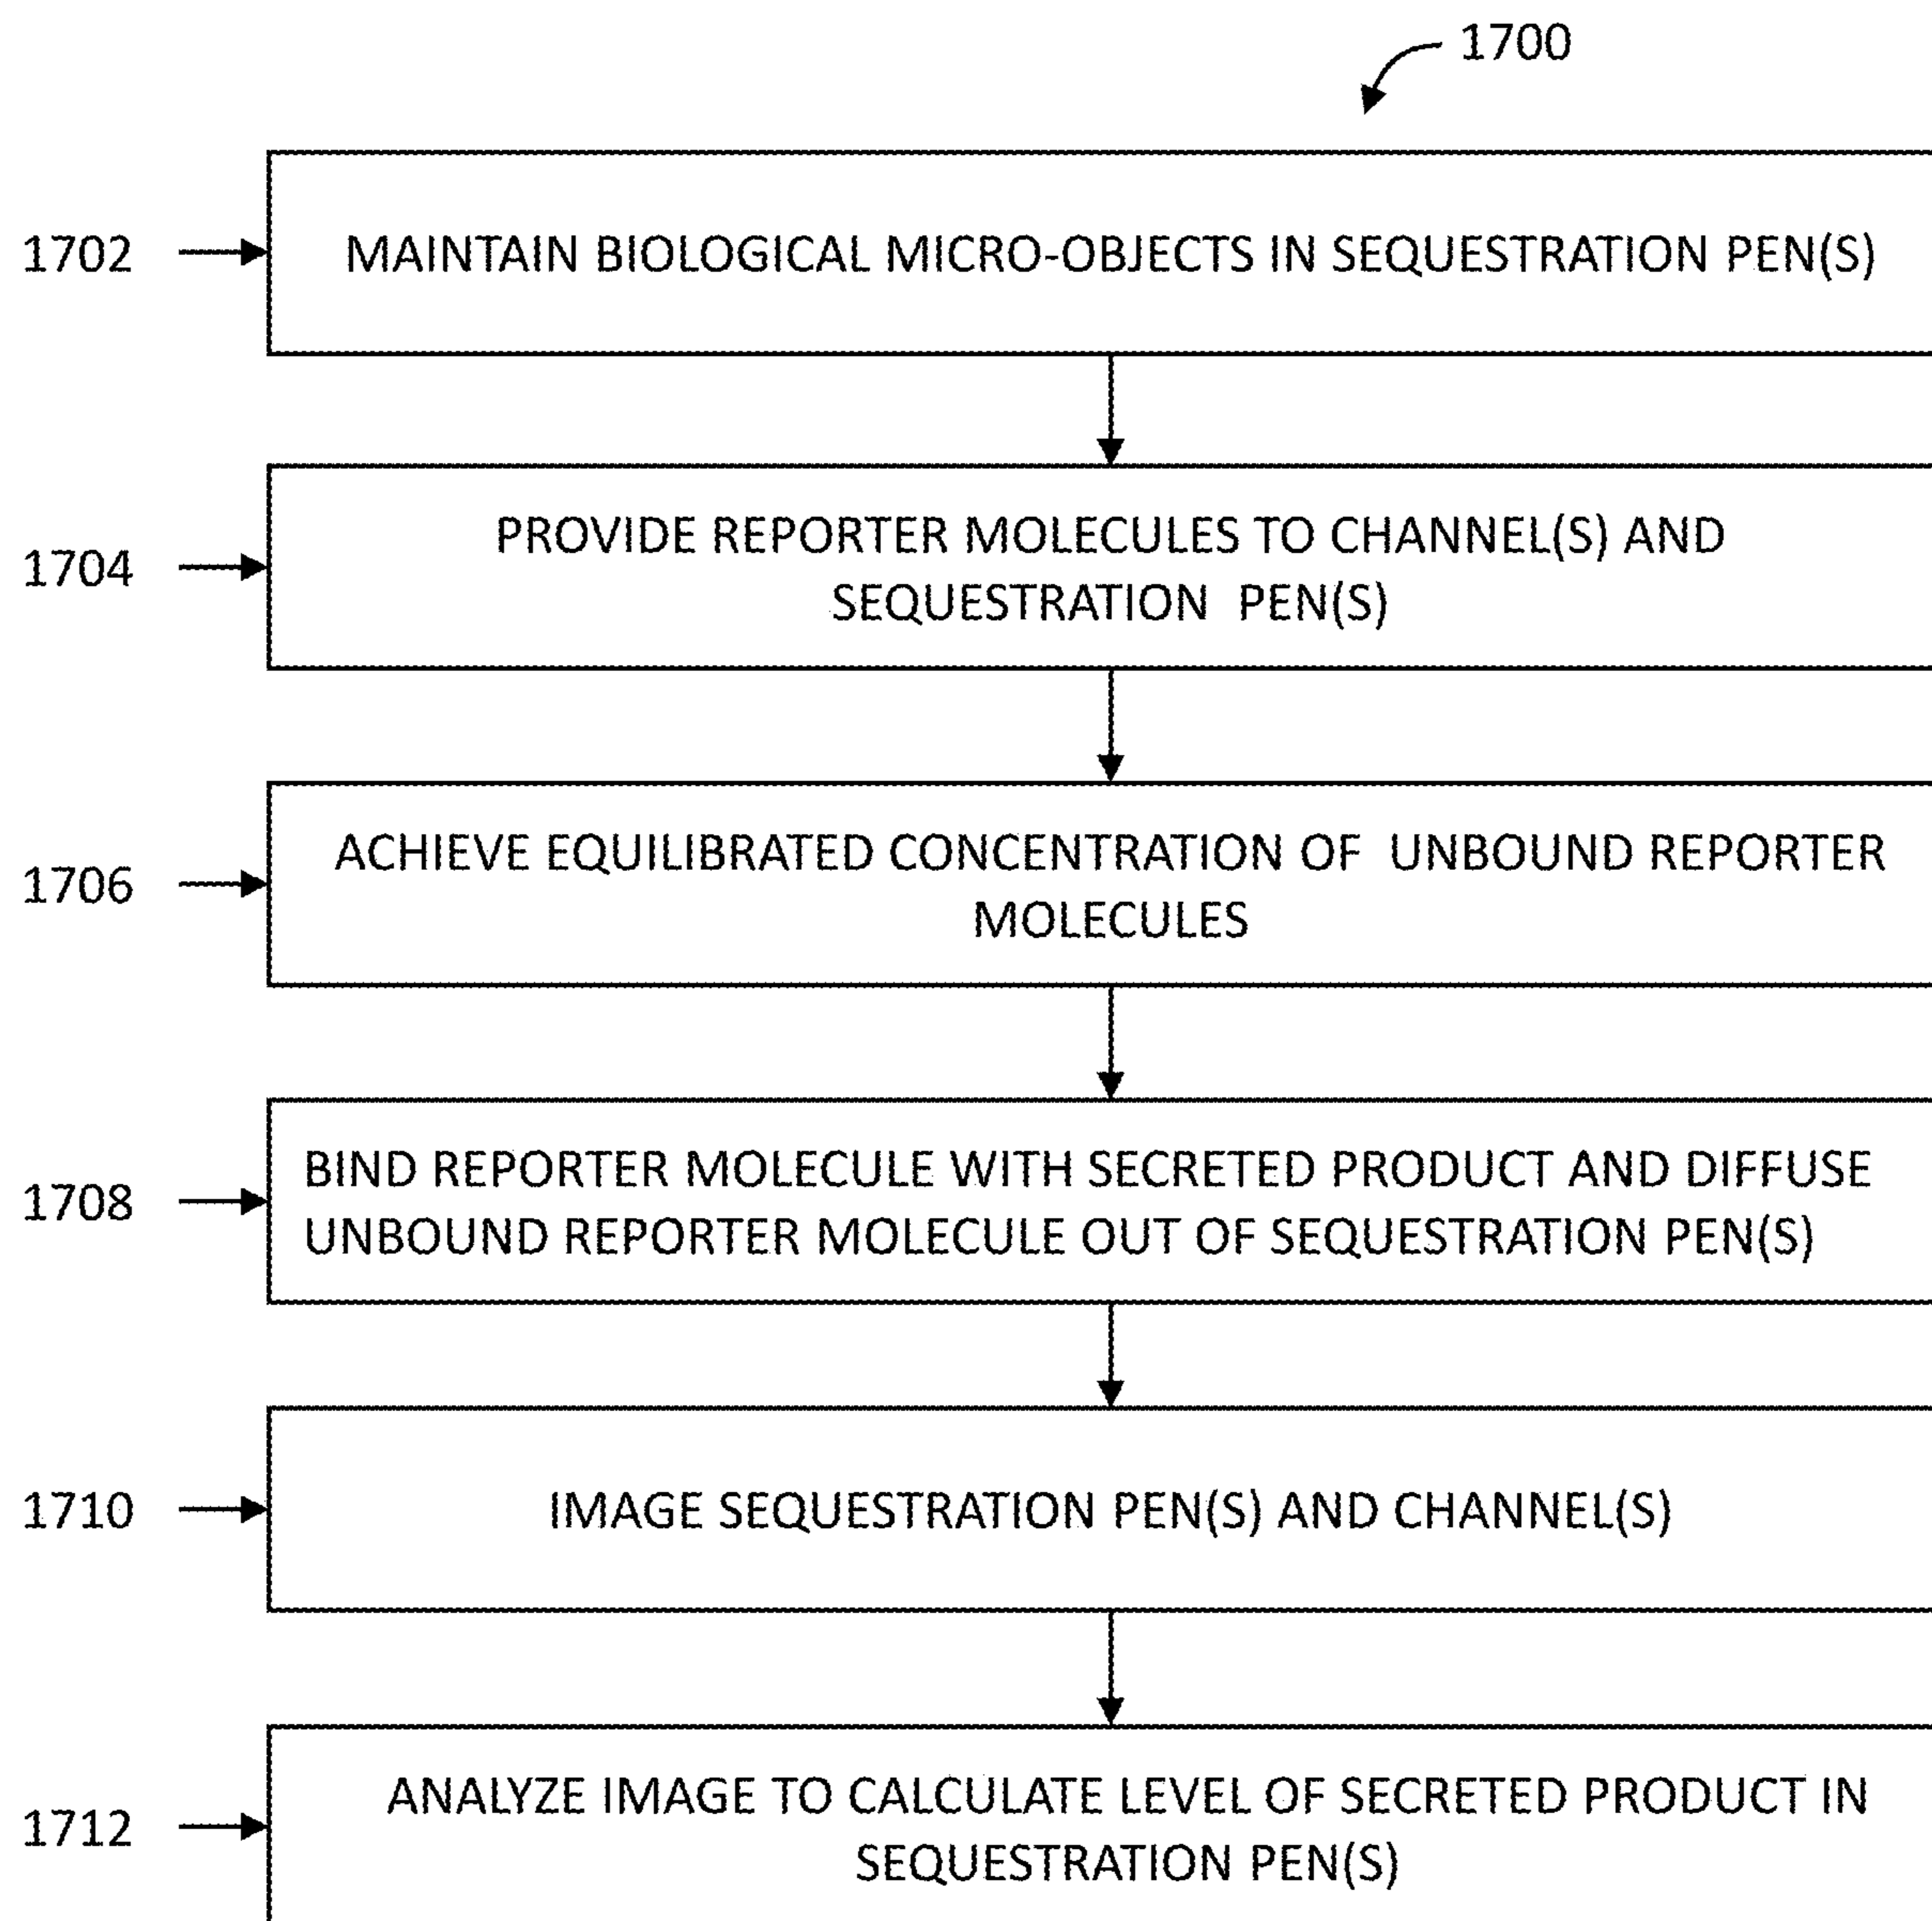 1700
1702
MAINTAIN BIOLOGICAL MICRO-OBJECTS IN SEQUESTRATION PEN(S)
1704
PROVIDE REPORTER MOLECULES TO CHANNEL(S) AND
SEQUESTRATION PEN(S)
1706
ACHIEVE EQUILIBRATED CONCENTRATION OF UNBOUND REPORTER
MOLECULES
1708
BIND REPORTER MOLECULE WITH SECRETED PRODUCT AND DIFFUSE
UNBOUND REPORTER MOLECULE OUT OF SEQUESTRATION PEN(S)
1710
IMAGE SEQUESTRATION PEN(S) AND CHANNEL(S)
1712
ANALYZE IMAGE TO CALCULATE LEVEL OF SECRETED PRODUCT IN
SEQUESTRATION PEN(S)